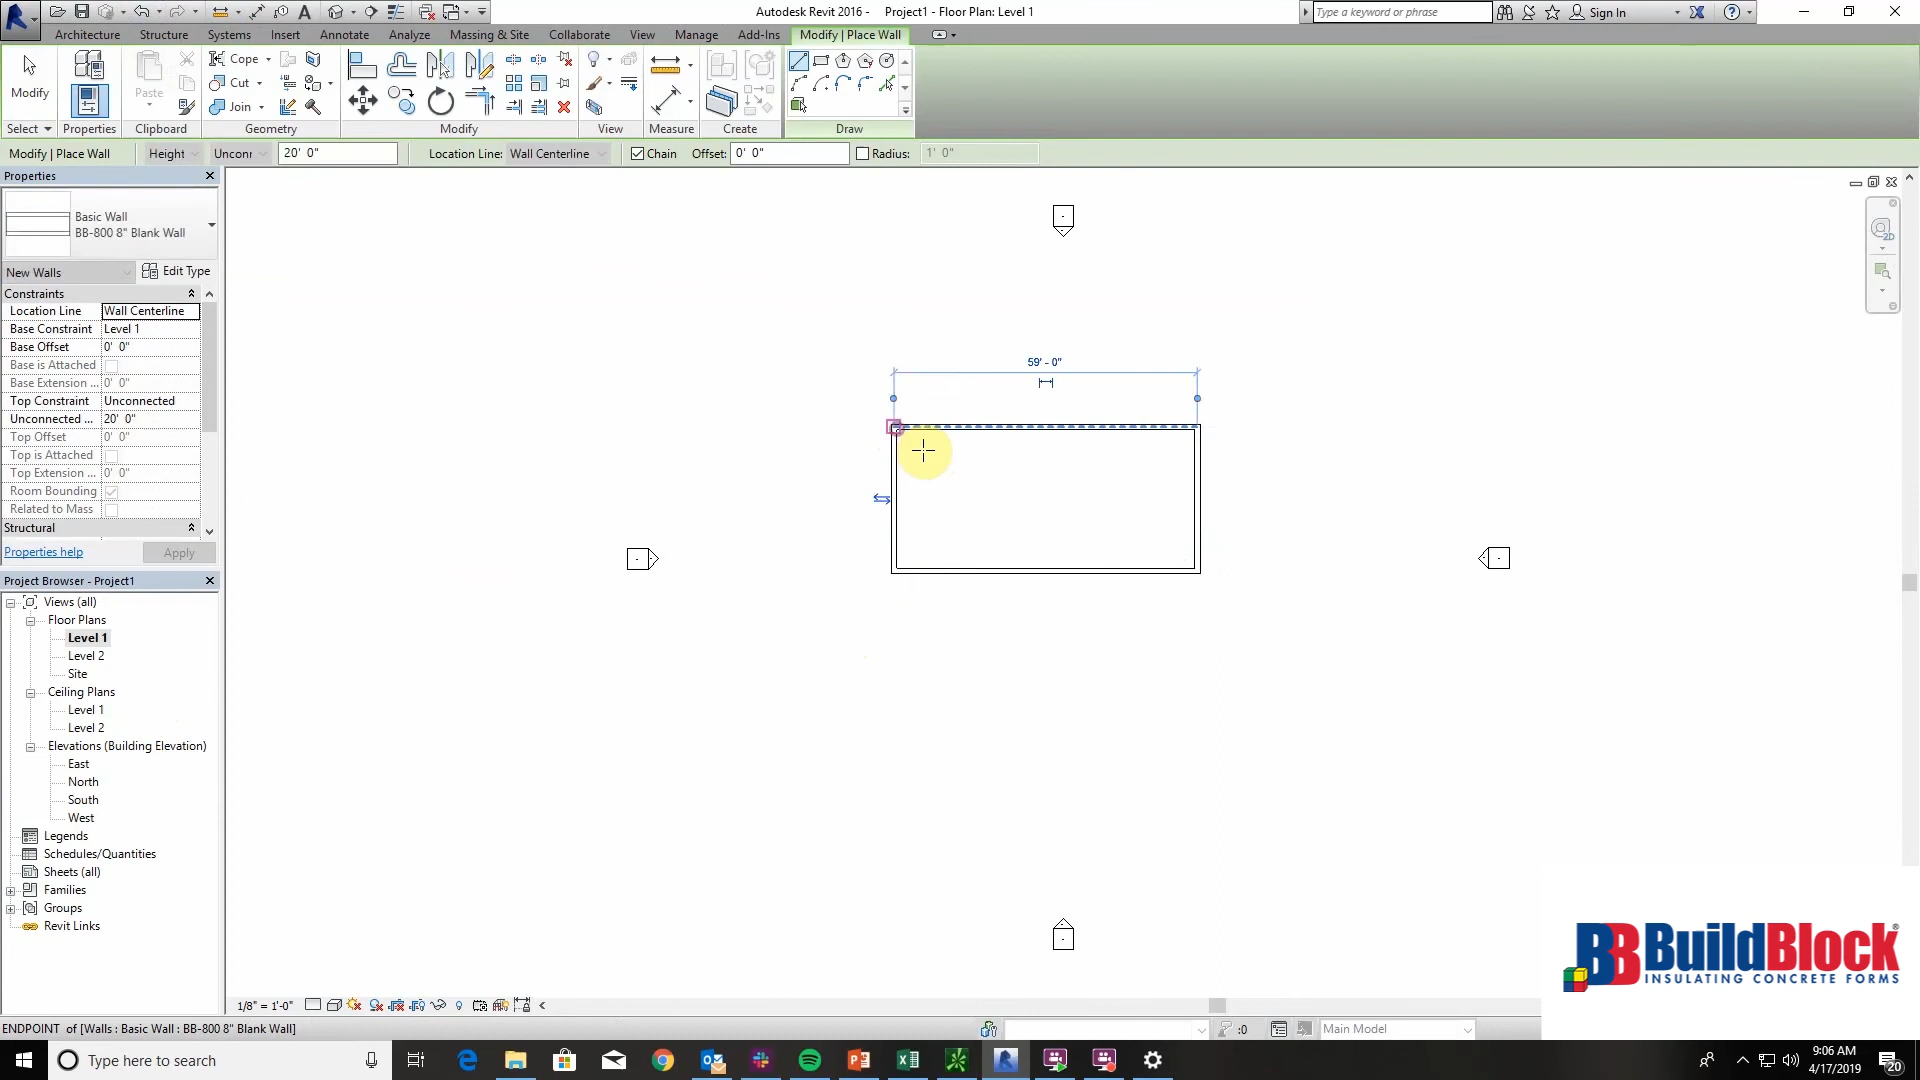 Autodesk Revit 2016 - Project1 - Floor Plan: Level 1
Type a keyword or phrase
Sign In
Architecture Structure Systems Insert Annotate Analyze Massing & Site Collaborate View Manage Add-Ins Modify | Place Wall
Modify
Paste
Cope
Cut
Join
Select Properties Clipboard Geometry Modify View Measure Create Draw
Modify | Place Wall Height Unconr 20' 0" Location Line: Wall Centerline Chain Offset: 0' 0" Radius: 1' 0"
Properties
Basic Wall
BB-800 8" Blank Wall
New Walls Edit Type
Constraints
Location Line Wall Centerline
Base Constraint Level 1
Base Offset 0' 0"
Base is Attached
Base Extension ... 0' 0"
Top Constraint Unconnected
Unconnected ... 20' 0"
Top Offset 0' 0"
Top is Attached
Top Extension ... 0' 0"
Room Bounding
Related to Mass
Structural
Properties help Apply
Project Browser - Project1
Views (all)
Floor Plans
Level 1
Level 2
Site
Ceiling Plans
Level 1
Level 2
Elevations (Building Elevation)
East
North
South
West
Legends
Schedules/Quantities
Sheets (all)
Families
Groups
Revit Links
2D
59' - 0"
BB BuildBlock®
INSULATING CONCRETE FORMS
1/8" = 1'-0"
ENDPOINT of [Walls : Basic Wall : BB-800 8" Blank Wall]
:0
Main Model
Type here to search
9:06 AM
4/17/2019
20